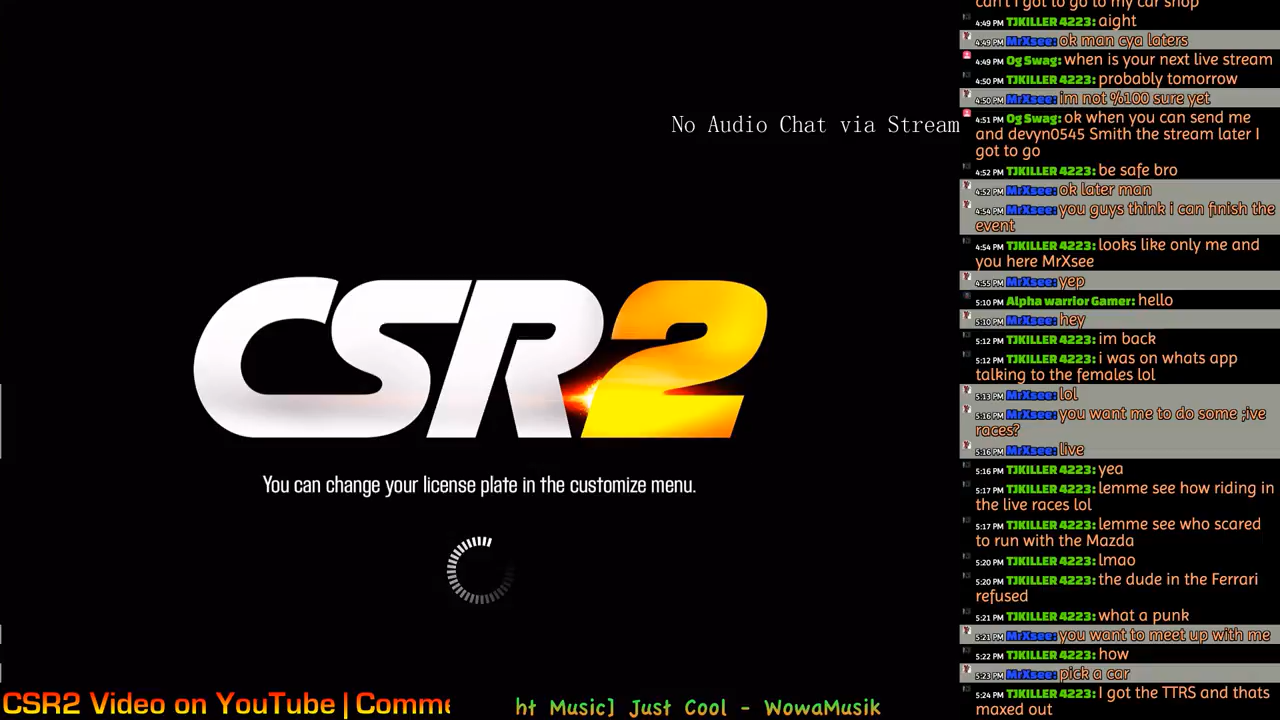 No Audio Chat via Stream
CSR2
You can change your license plate in the customize menu.
CSR2 Video on YouTube | Comme
ht Music] Just Cool - WowaMusik
can't i got to go to my car shop
4:49 PM TJKILLER 4223: aight
4:49 PM MrXsee: ok man cya laters
4:49 PM Og Swag: when is your next live stream
4:50 PM TJKILLER 4223: probably tomorrow
4:50 PM MrXsee: im not %100 sure yet
4:51 PM Og Swag: ok when you can send me
and devyn0545 Smith the stream later I
got to go
4:52 PM TJKILLER 4223: be safe bro
4:52 PM MrXsee: ok later man
4:54 PM MrXsee: you guys think i can finish the
event
4:54 PM TJKILLER 4223: looks like only me and
you here MrXsee
4:55 PM MrXsee: yep
5:10 PM Alpha warrior Gamer: hello
5:10 PM MrXsee: hey
5:12 PM TJKILLER 4223: im back
5:12 PM TJKILLER 4223: i was on whats app
talking to the females lol
5:13 PM MrXsee: lol
5:16 PM MrXsee: you want me to do some ;ive
races?
5:16 PM MrXsee: live
5:16 PM TJKILLER 4223: yea
5:17 PM TJKILLER 4223: lemme see how riding in
the live races lol
5:17 PM TJKILLER 4223: lemme see who scared
to run with the Mazda
5:20 PM TJKILLER 4223: lmao
5:20 PM TJKILLER 4223: the dude in the Ferrari
refused
5:21 PM TJKILLER 4223: what a punk
5:21 PM MrXsee: you want to meet up with me
5:22 PM TJKILLER 4223: how
5:23 PM MrXsee: pick a car
5:24 PM TJKILLER 4223: I got the TTRS and thats
maxed out